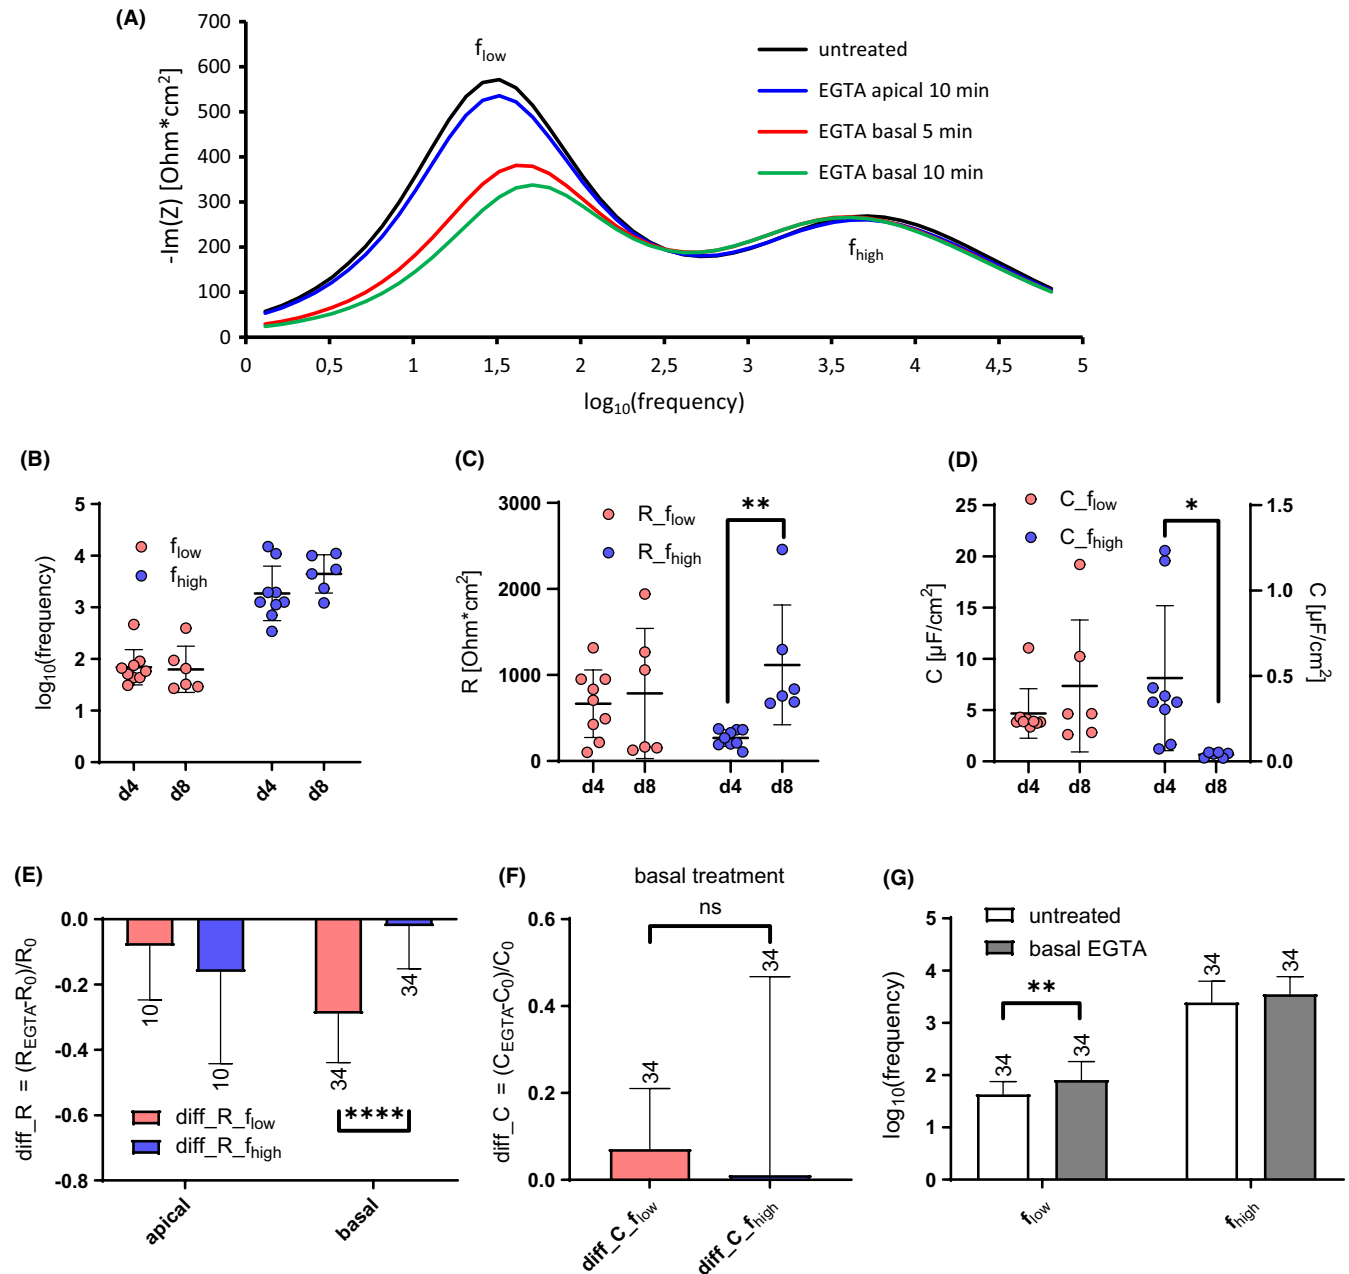 (A)
700
600
500
400
300
200
100
0
-Im(Z) [Ohm*cm²]
f_low
f_high
untreated
EGTA apical 10 min
EGTA basal 5 min
EGTA basal 10 min
0 0,5 1 1,5 2 2,5 3 3,5 4 4,5 5
log₁₀(frequency)
(B)
5
4
3
2
1
0
log₁₀(frequency)
f_low
f_high
d4 d8 d4 d8
(C)
3000
2000
1000
0
R [Ohm*cm²]
R_f_low
R_f_high
**
d4 d8 d4 d8
(D)
25
20
15
10
5
0
C [µF/cm²]
C_f_low
C_f_high
*
1.5
1.0
0.5
0.0
C [µF/cm²]
d4 d8 d4 d8
(E)
0.0
-0.2
-0.4
-0.6
-0.8
diff_R = (R_EGTA-R₀)/R₀
10
10
34
34
****
diff_R_f_low
diff_R_f_high
apical basal
(F)
basal treatment
ns
0.6
0.4
0.2
0.0
diff_C = (C_EGTA-C₀)/C₀
34
34
diff_C_f_low
diff_C_f_high
(G)
untreated
basal EGTA
5
4
3
2
1
0
log₁₀(frequency)
**
34
34
34
34
f_low
f_high